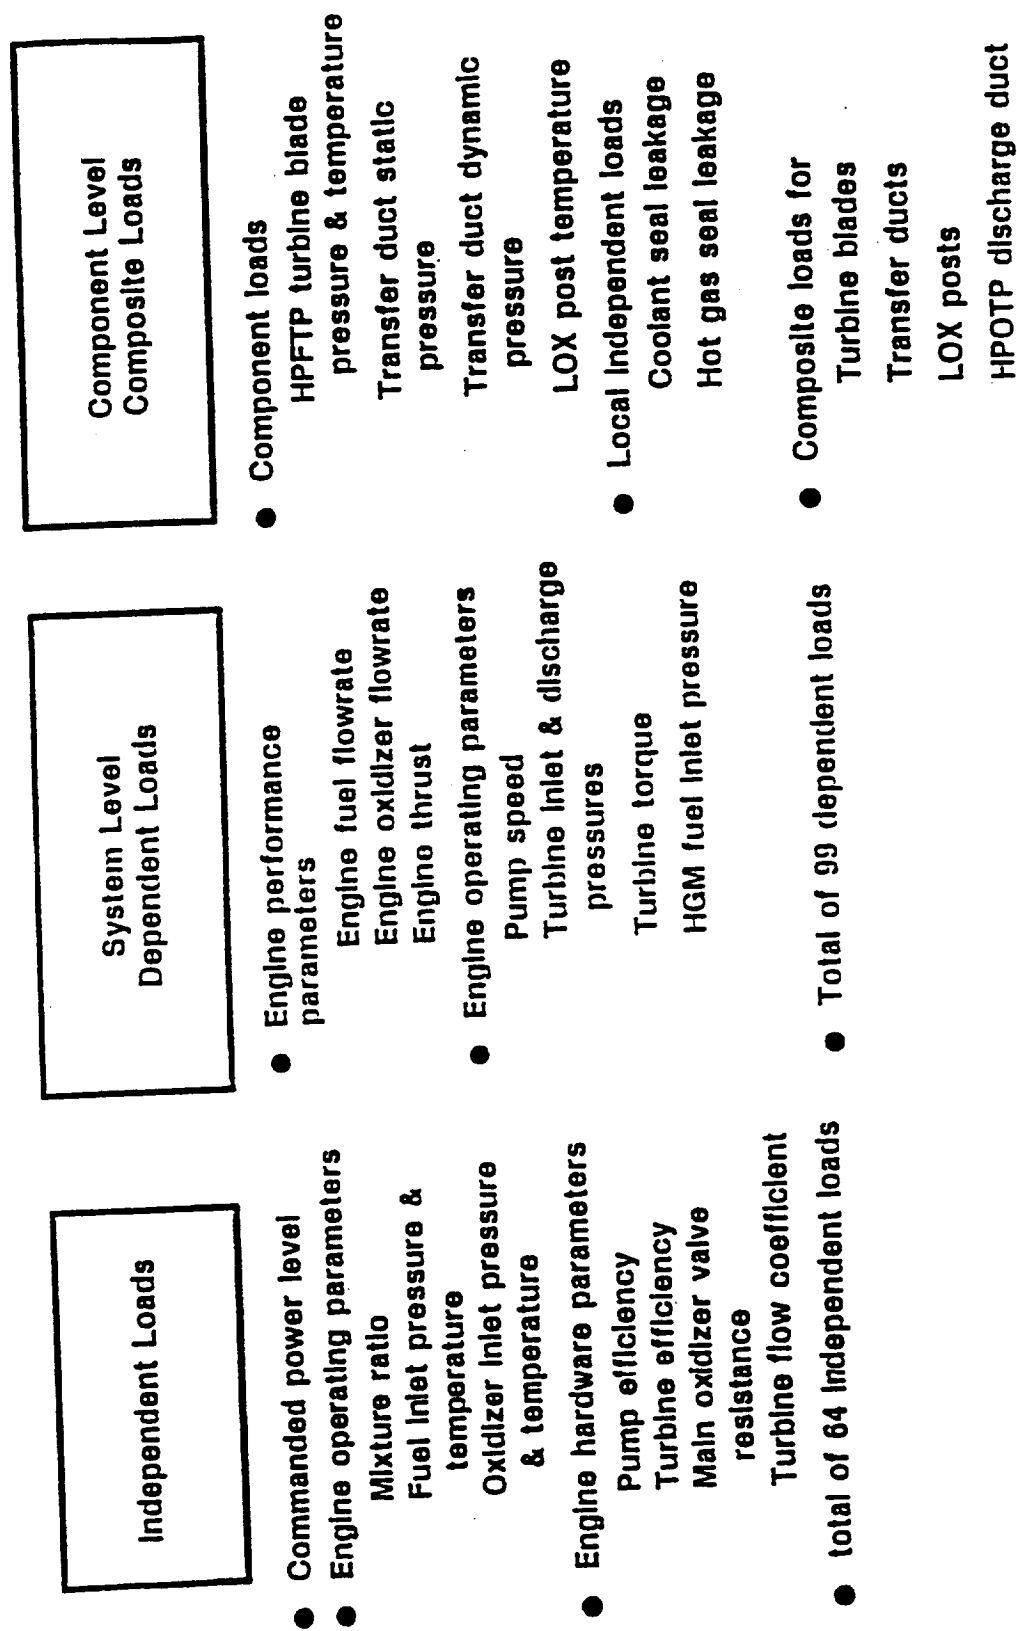 Independent Loads
● Commanded power level
● Engine operating parameters
Mixture ratio
Fuel inlet pressure &
temperature
Oxidizer inlet pressure
& temperature
● Engine hardware parameters
Pump efficiency
Turbine efficiency
Main oxidizer valve
resistance
Turbine flow coefficient
● total of 64 independent loads
System Level
Dependent Loads
● Engine performance
parameters
Engine fuel flowrate
Engine oxidizer flowrate
Engine thrust
● Engine operating parameters
Pump speed
Turbine inlet & discharge
pressures
Turbine torque
HGM fuel inlet pressure
● Total of 99 dependent loads
Component Level
Composite Loads
● Component loads
HPFTP turbine blade
pressure & temperature
Transfer duct static
pressure
Transfer duct dynamic
pressure
LOX post temperature
● Local independent loads
Coolant seal leakage
Hot gas seal leakage
● Composite loads for
Turbine blades
Transfer ducts
LOX posts
HPOTP discharge duct